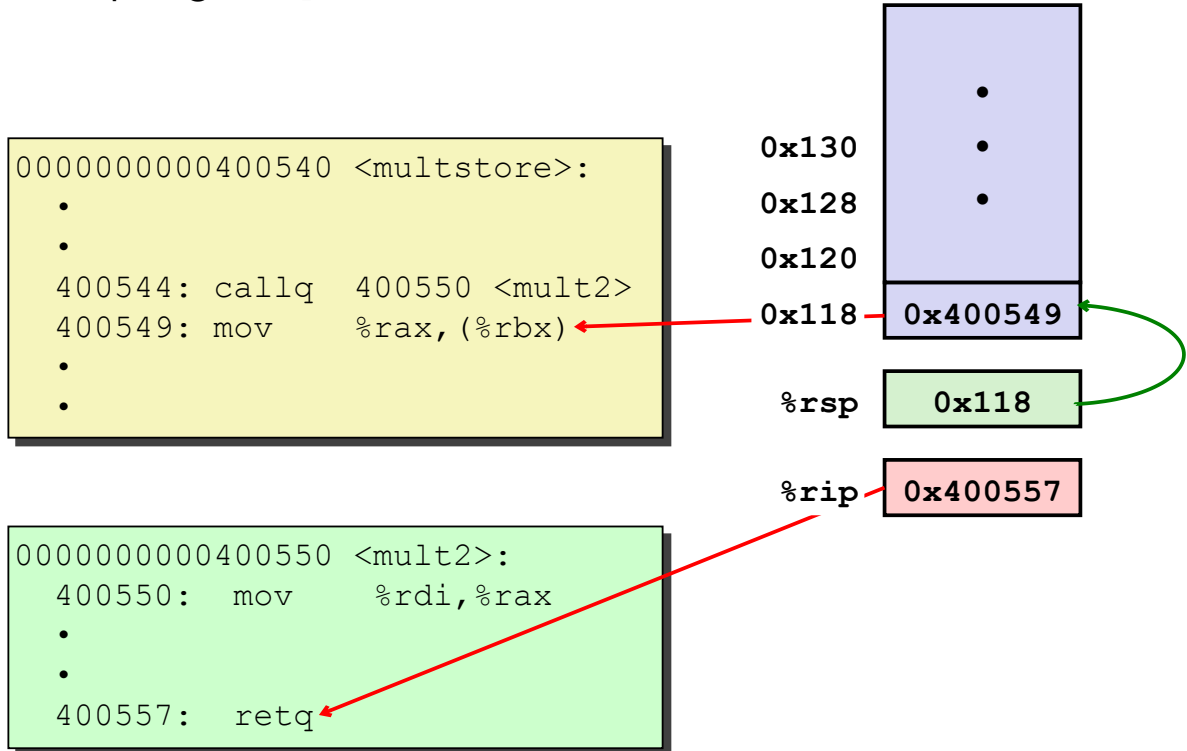 0000000000400540 <multstore>:
•
•
400544: callq 400550 <mult2>
400549: mov %rax,(%rbx)
•
•
0000000000400550 <mult2>:
400550: mov %rdi,%rax
•
•
400557: retq
•
0x130 •
0x128 •
0x120
0x118 0x400549
%rsp 0x118
%rip 0x400557